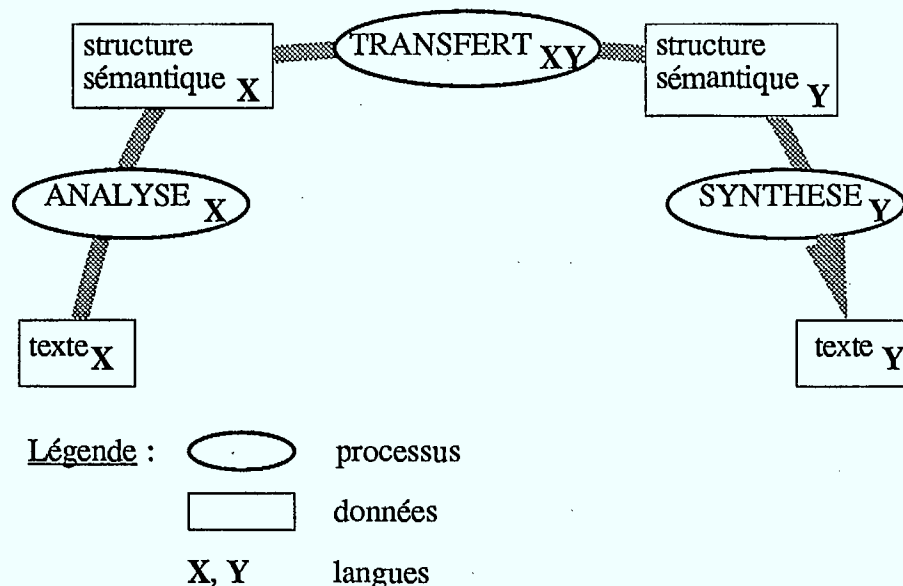 structure
sémantique X
TRANSFERT XY
structure
sémantique Y
ANALYSE X
SYNTHESE Y
texte X
texte Y
Légende :
processus
données
X, Y langues